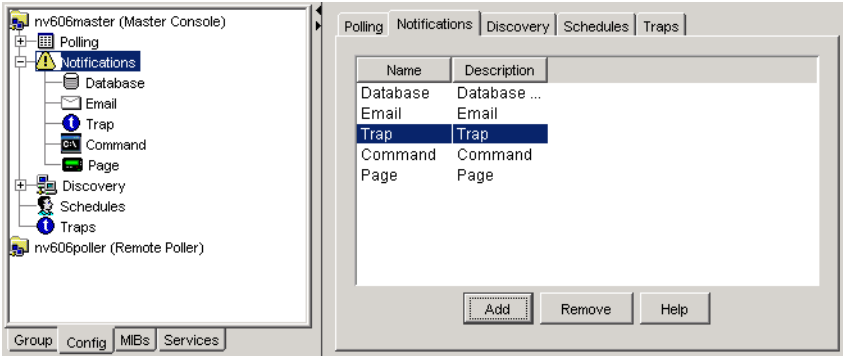 nv606master (Master Console)
Polling
Notifications
Database
Email
Trap
Command
Page
Discovery
Schedules
Traps
nv606poller (Remote Poller)
Group Config MIBs Services
Polling Notifications Discovery Schedules Traps
Name Description
Database Database ...
Email Email
Trap Trap
Command Command
Page Page
Add Remove Help